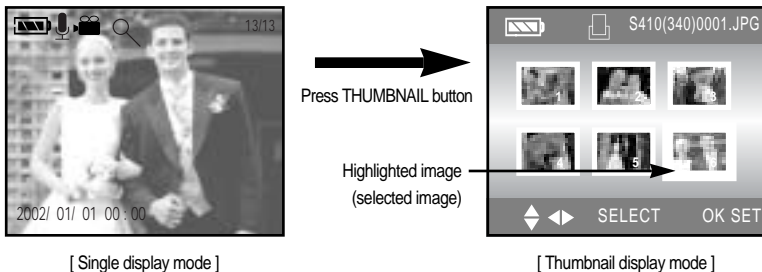 13/13
2002/ 01/ 01 00 : 00
[ Single display mode ]
Press THUMBNAIL button
Highlighted image
(selected image)
S410(340)0001.JPG
1 2 3
4 5
SELECT OK SET
[ Thumbnail display mode ]